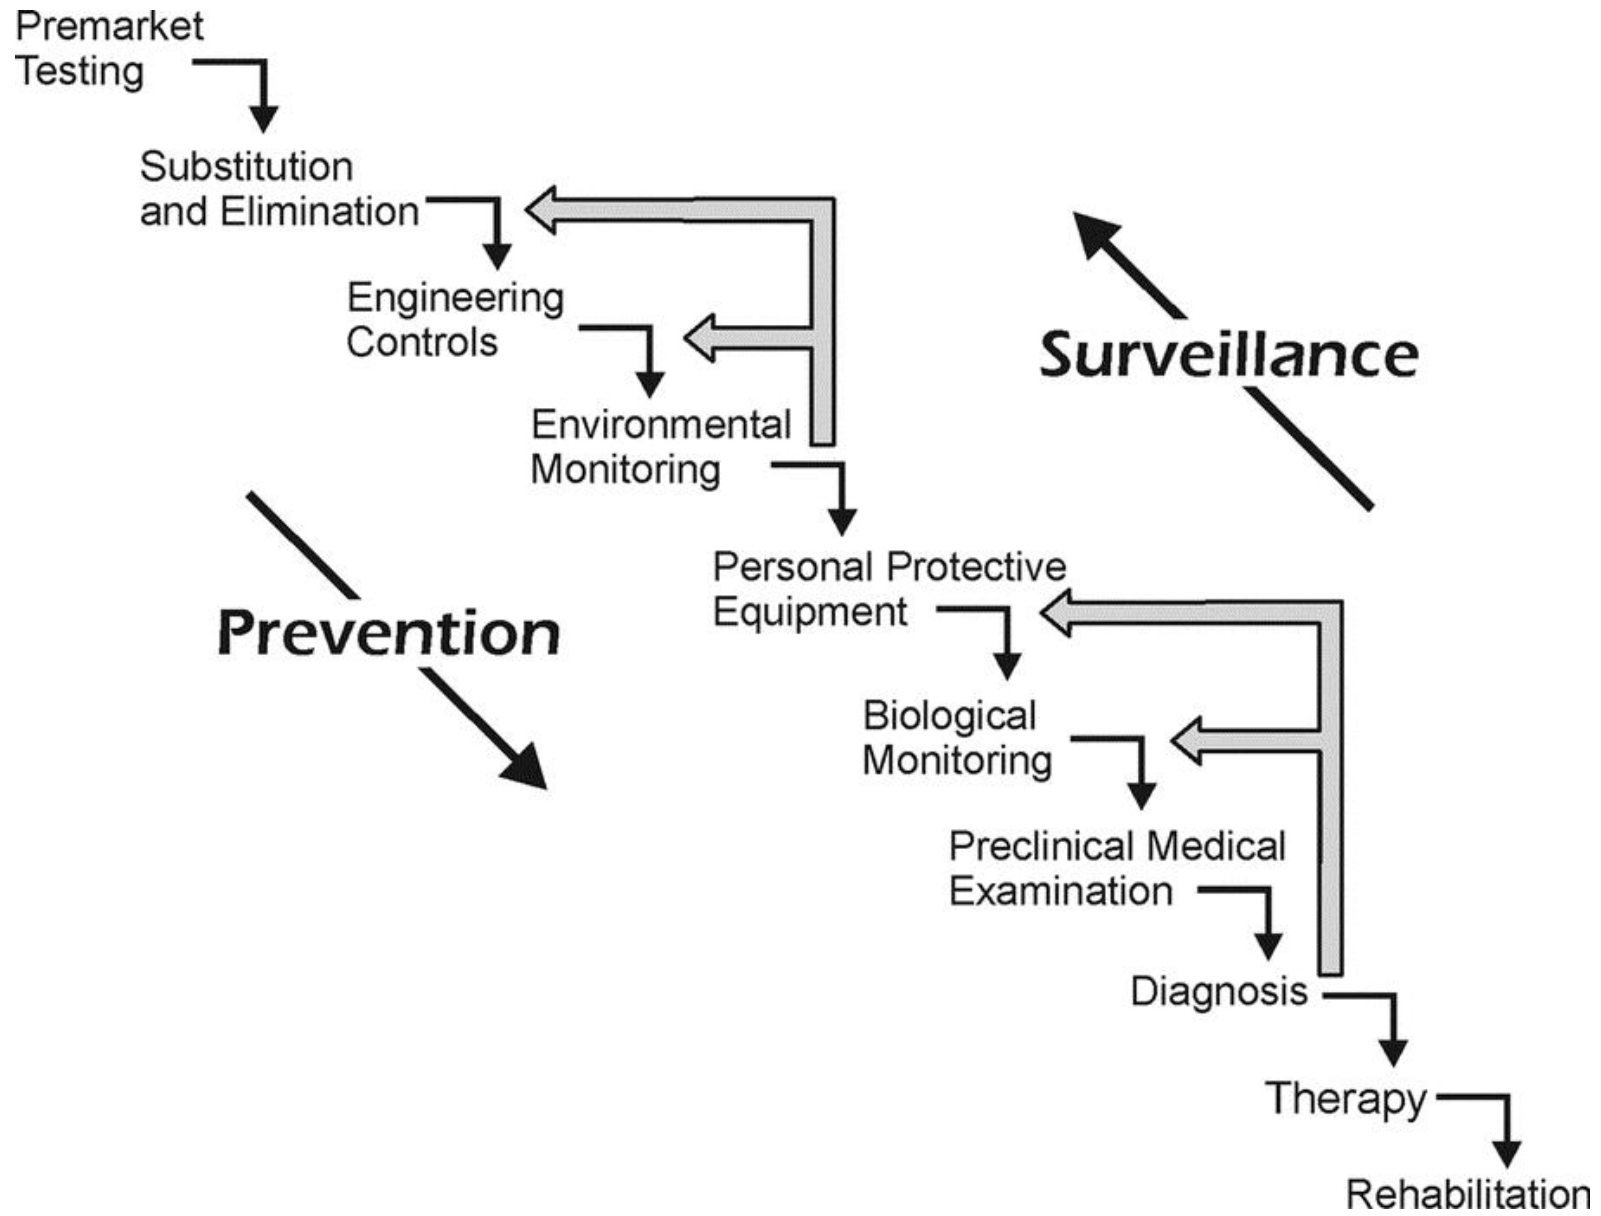 Premarket
Testing
Substitution
and Elimination
Engineering
Controls
Surveillance
Environmental
Monitoring
Personal Protective
Equipment
Prevention
Biological
Monitoring
Preclinical Medical
Examination
Diagnosis
Therapy
Rehabilitation